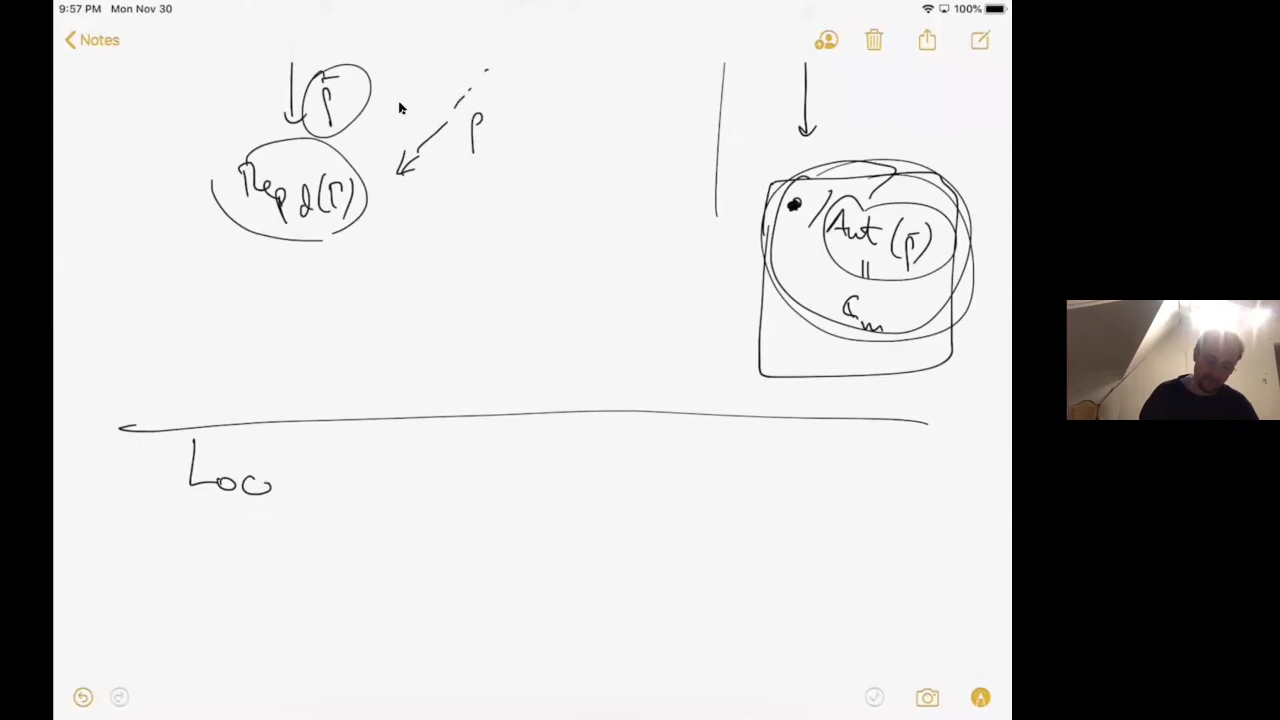 9:57 PM Mon Nov 30
100%
Notes
ρ̄
ρ
Rep_d(Γ)
• / Aut(ρ̄)
||
G_m
Loc